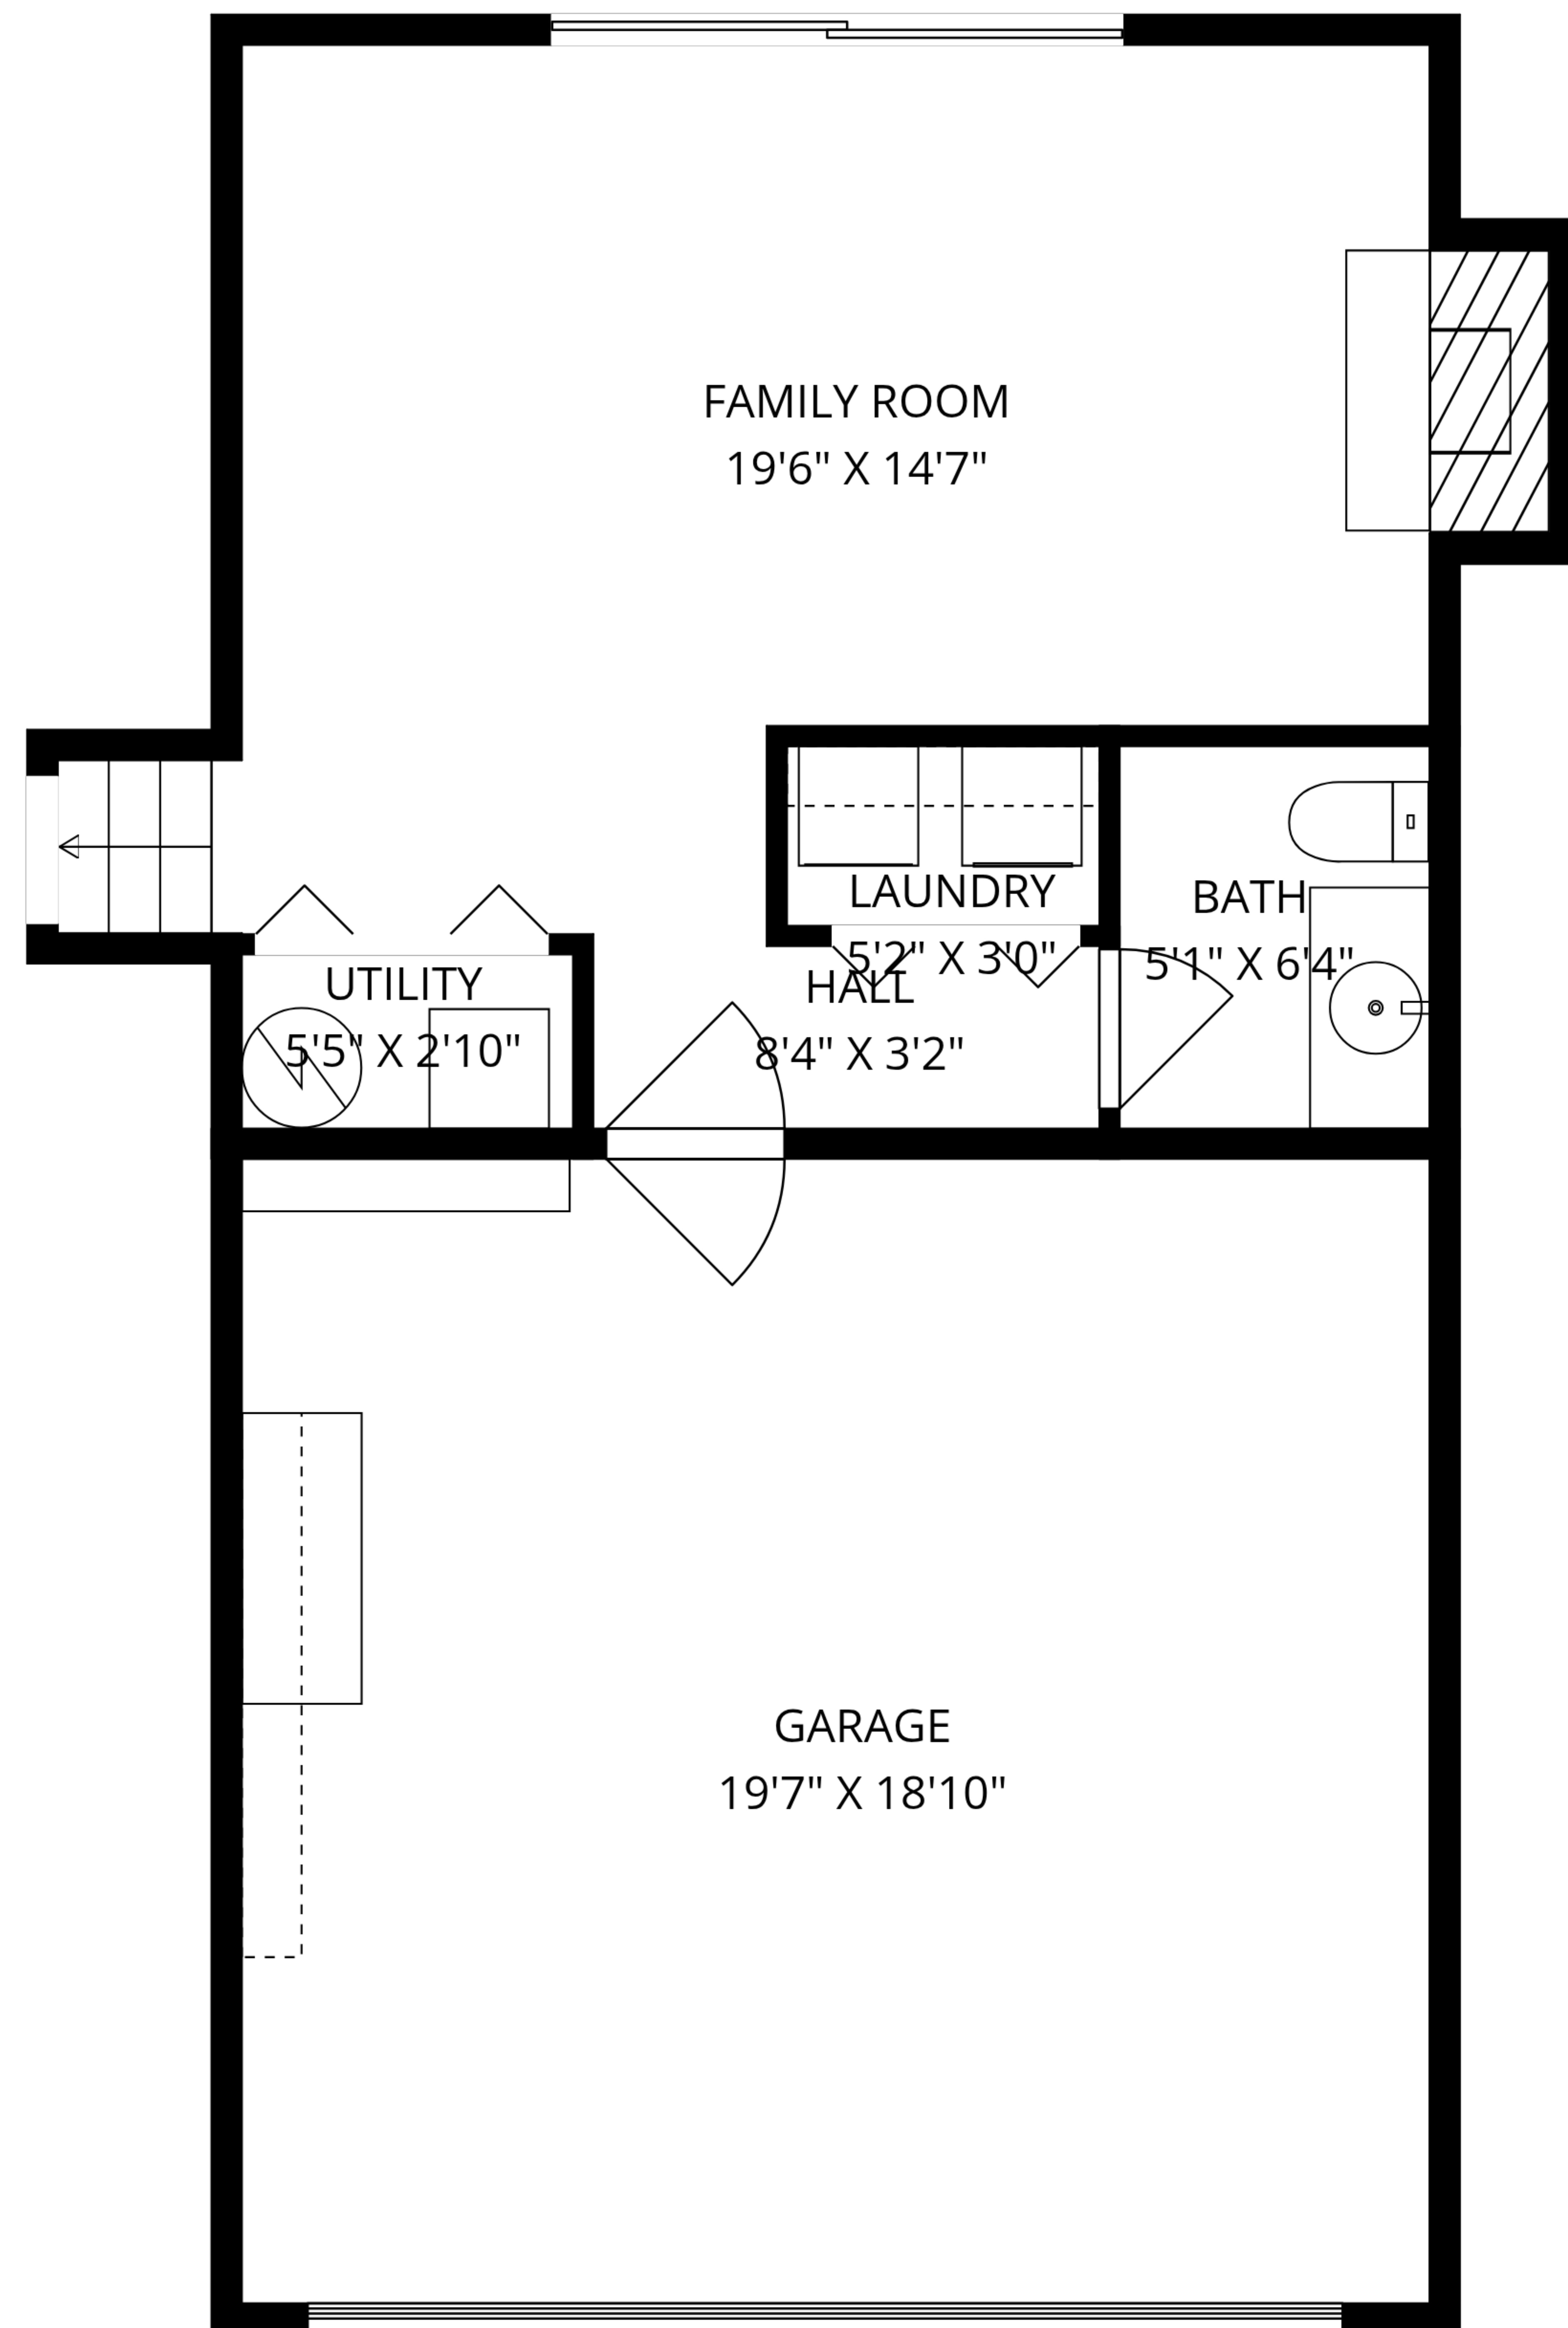 FAMILY ROOM
19'6" X 14'7"
LAUNDRY
5'2" X 3'0"
BATH
5'1" X 6'4"
UTILITY
5'5" X 2'10"
HALL
8'4" X 3'2"
GARAGE
19'7" X 18'10"